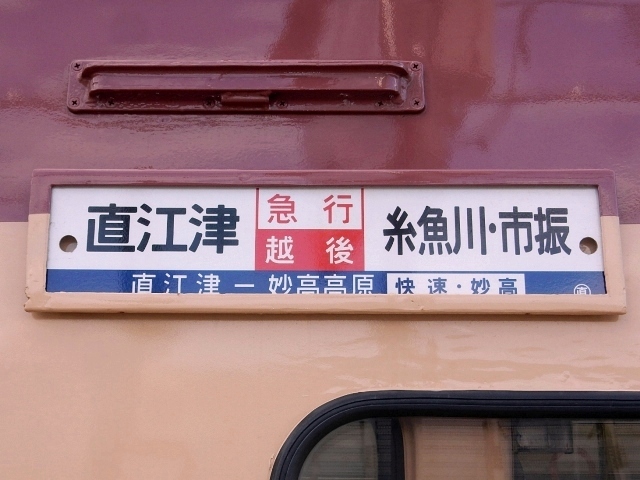 直江津 急行 越後 糸魚川・市振
直江津－妙高高原 快速・妙高 直